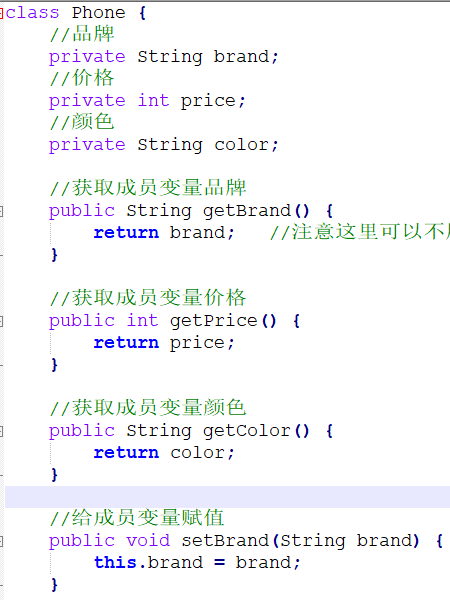 class Phone {
//品牌
private String brand;
//价格
private int price;
//颜色
private String color;
//获取成员变量品牌
public String getBrand() {
return brand;   //注意这里可以不
}
//获取成员变量价格
public int getPrice() {
return price;
}
//获取成员变量颜色
public String getColor() {
return color;
}
//给成员变量赋值
public void setBrand(String brand) {
this.brand = brand;
}